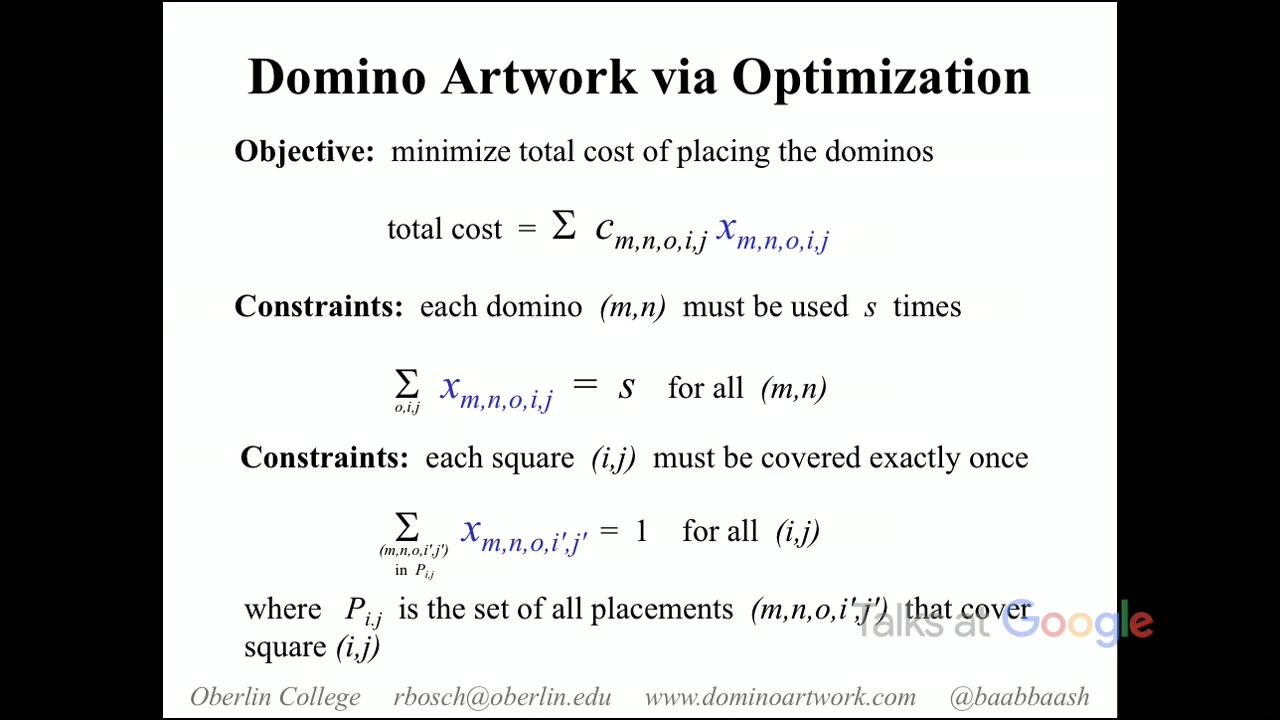 Domino Artwork via Optimization
Objective: minimize total cost of placing the dominos
total cost = Σ c_{m,n,o,i,j} x_{m,n,o,i,j}
Constraints: each domino (m,n) must be used s times
Σ_{o,i,j} x_{m,n,o,i,j} = s for all (m,n)
Constraints: each square (i,j) must be covered exactly once
Σ_{(m,n,o,i′,j′) in P_{i,j}} x_{m,n,o,i′,j′} = 1 for all (i,j)
where P_{i,j} is the set of all placements (m,n,o,i′,j′) that cover
square (i,j)
Talks at Google
Oberlin College rbosch@oberlin.edu www.dominoartwork.com @baabbaash